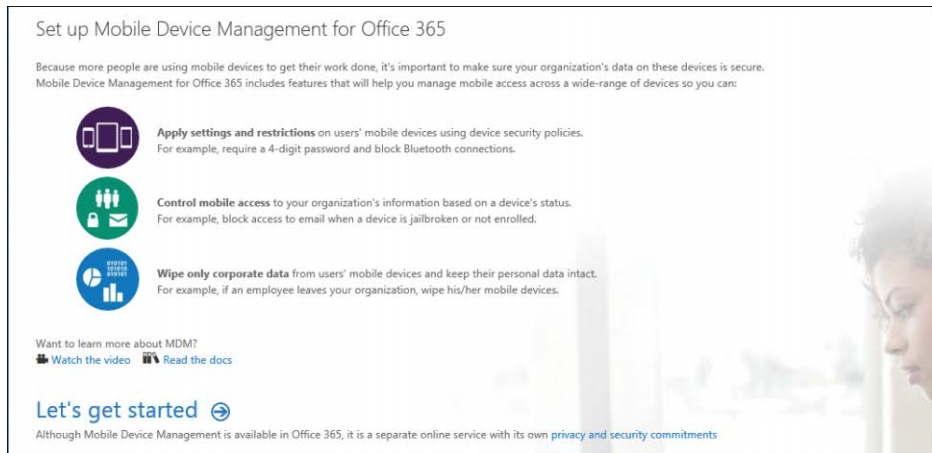 Set up Mobile Device Management for Office 365
Because more people are using mobile devices to get their work done, it's important to make sure your organization's data on these devices is secure.
Mobile Device Management for Office 365 includes features that will help you manage mobile access across a wide-range of devices so you can:
Apply settings and restrictions on users' mobile devices using device security policies.
For example, require a 4-digit password and block Bluetooth connections.
Control mobile access to your organization's information based on a device's status.
For example, block access to email when a device is jailbroken or not enrolled.
010101
101010
010101
Wipe only corporate data from users' mobile devices and keep their personal data intact.
For example, if an employee leaves your organization, wipe his/her mobile devices.
Want to learn more about MDM?
Watch the video Read the docs
Let's get started
Although Mobile Device Management is available in Office 365, it is a separate online service with its own privacy and security commitments